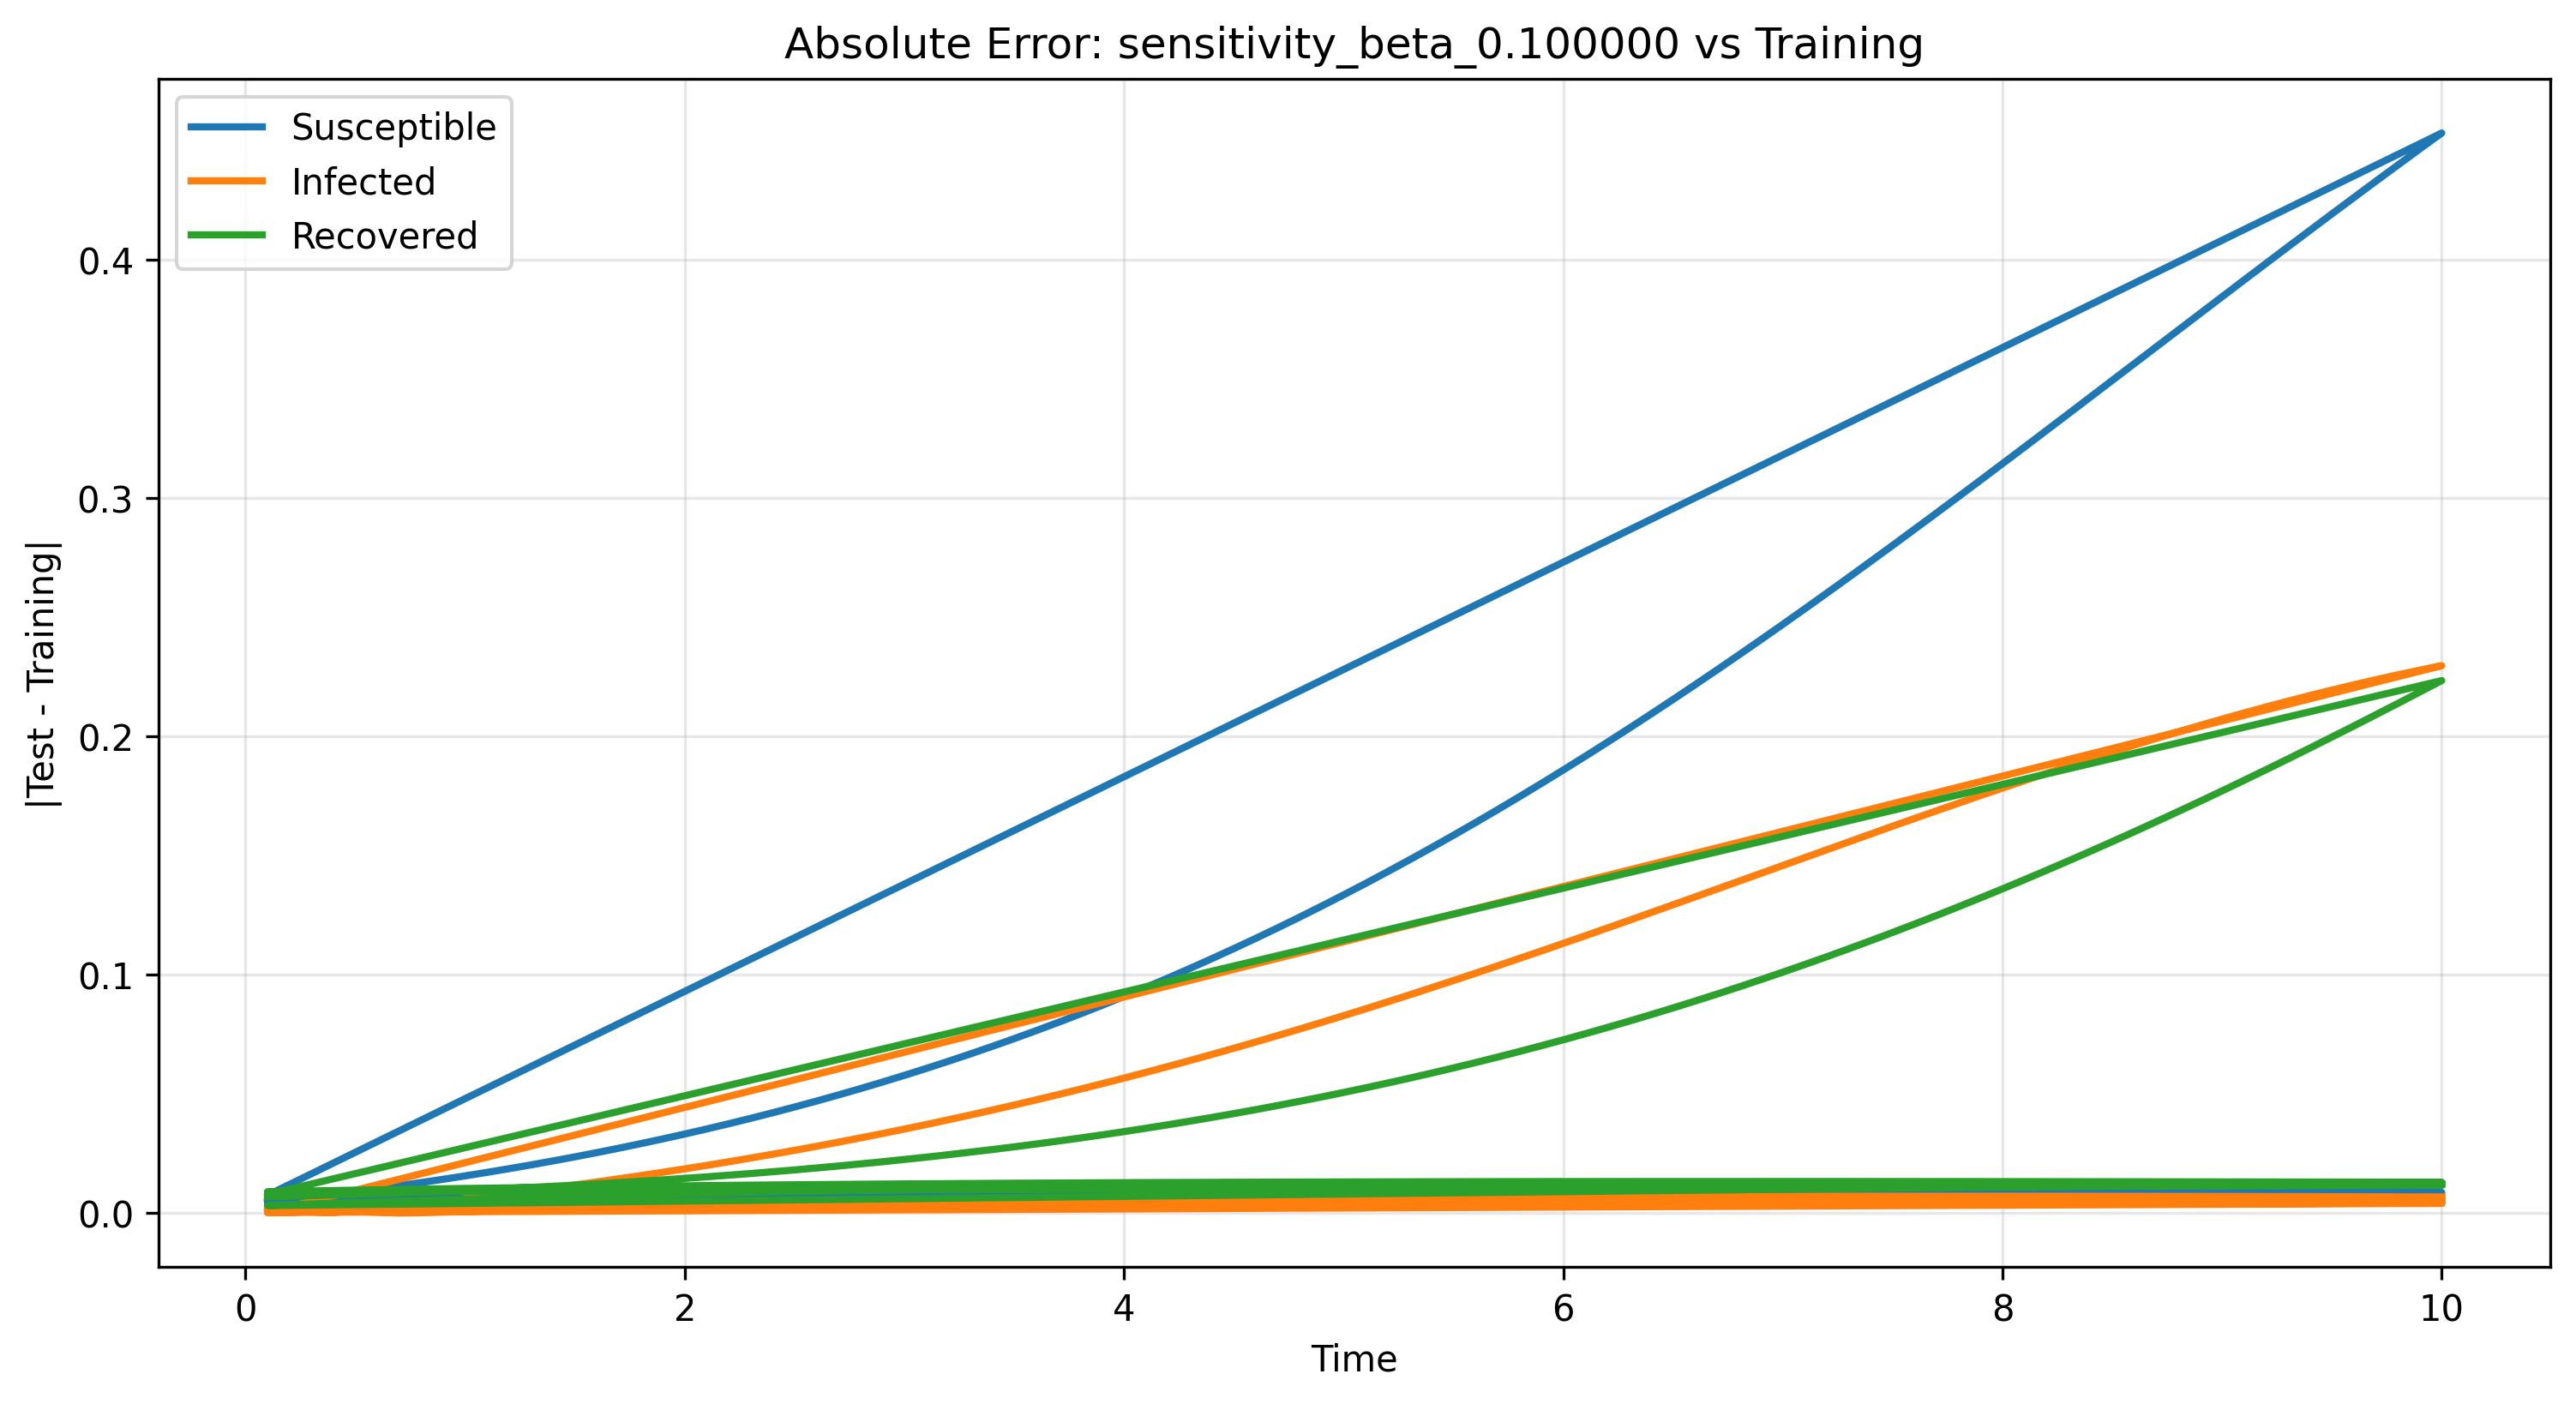 Absolute Error: sensitivity_beta_0.100000 vs Training
Susceptible
Infected
Recovered
|Test - Training|
0.4
0.3
0.2
0.1
0.0
0 2 4 6 8 10
Time